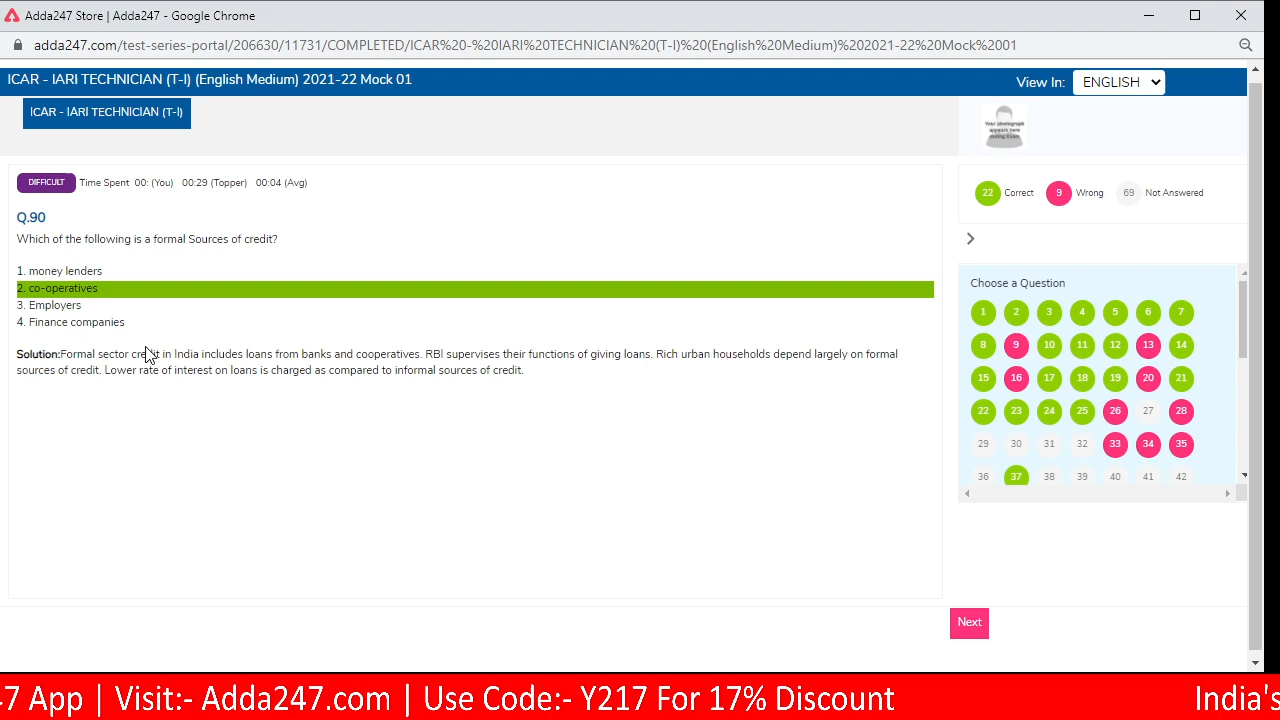 Adda247 Store | Adda247 - Google Chrome
adda247.com/test-series-portal/206630/11731/COMPLETED/ICAR%20-%20IARI%20TECHNICIAN%20(T-I)%20(English%20Medium)%202021-22%20Mock%2001
ICAR - IARI TECHNICIAN (T-I) (English Medium) 2021-22 Mock 01
View In: ENGLISH
ICAR - IARI TECHNICIAN (T-I)
Your photograph
appears here
during Exam
DIFFICULT Time Spent 00: (You) 00:29 (Topper) 00:04 (Avg)
22 Correct 9 Wrong 69 Not Answered
Q.90
Which of the following is a formal Sources of credit?
1. money lenders
2. co-operatives
3. Employers
4. Finance companies
Solution:Formal sector credit in India includes loans from banks and cooperatives. RBI supervises their functions of giving loans. Rich urban households depend largely on formal
sources of credit. Lower rate of interest on loans is charged as compared to informal sources of credit.
Choose a Question
1 2 3 4 5 6 7
8 9 10 11 12 13 14
15 16 17 18 19 20 21
22 23 24 25 26 27 28
29 30 31 32 33 34 35
36 37 38 39 40 41 42
Next
7 App | Visit:- Adda247.com | Use Code:- Y217 For 17% Discount India's